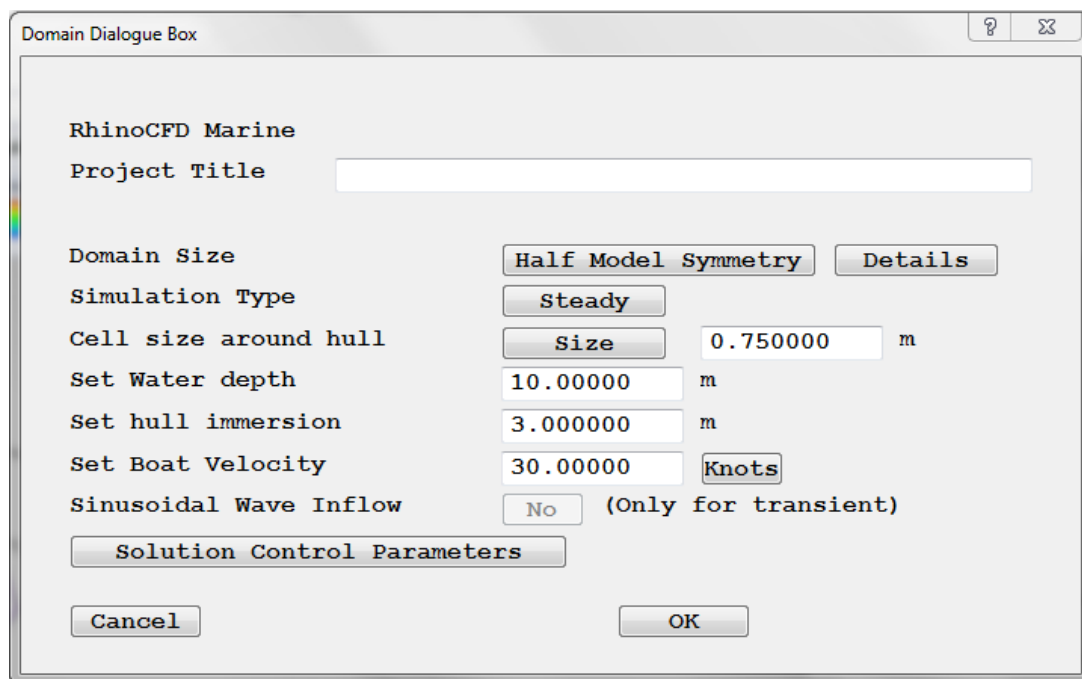 Domain Dialogue Box
RhinoCFD Marine
Project Title
Domain Size Half Model Symmetry Details
Simulation Type Steady
Cell size around hull Size 0.750000 m
Set Water depth 10.00000 m
Set hull immersion 3.000000 m
Set Boat Velocity 30.00000 Knots
Sinusoidal Wave Inflow No (Only for transient)
Solution Control Parameters
Cancel OK